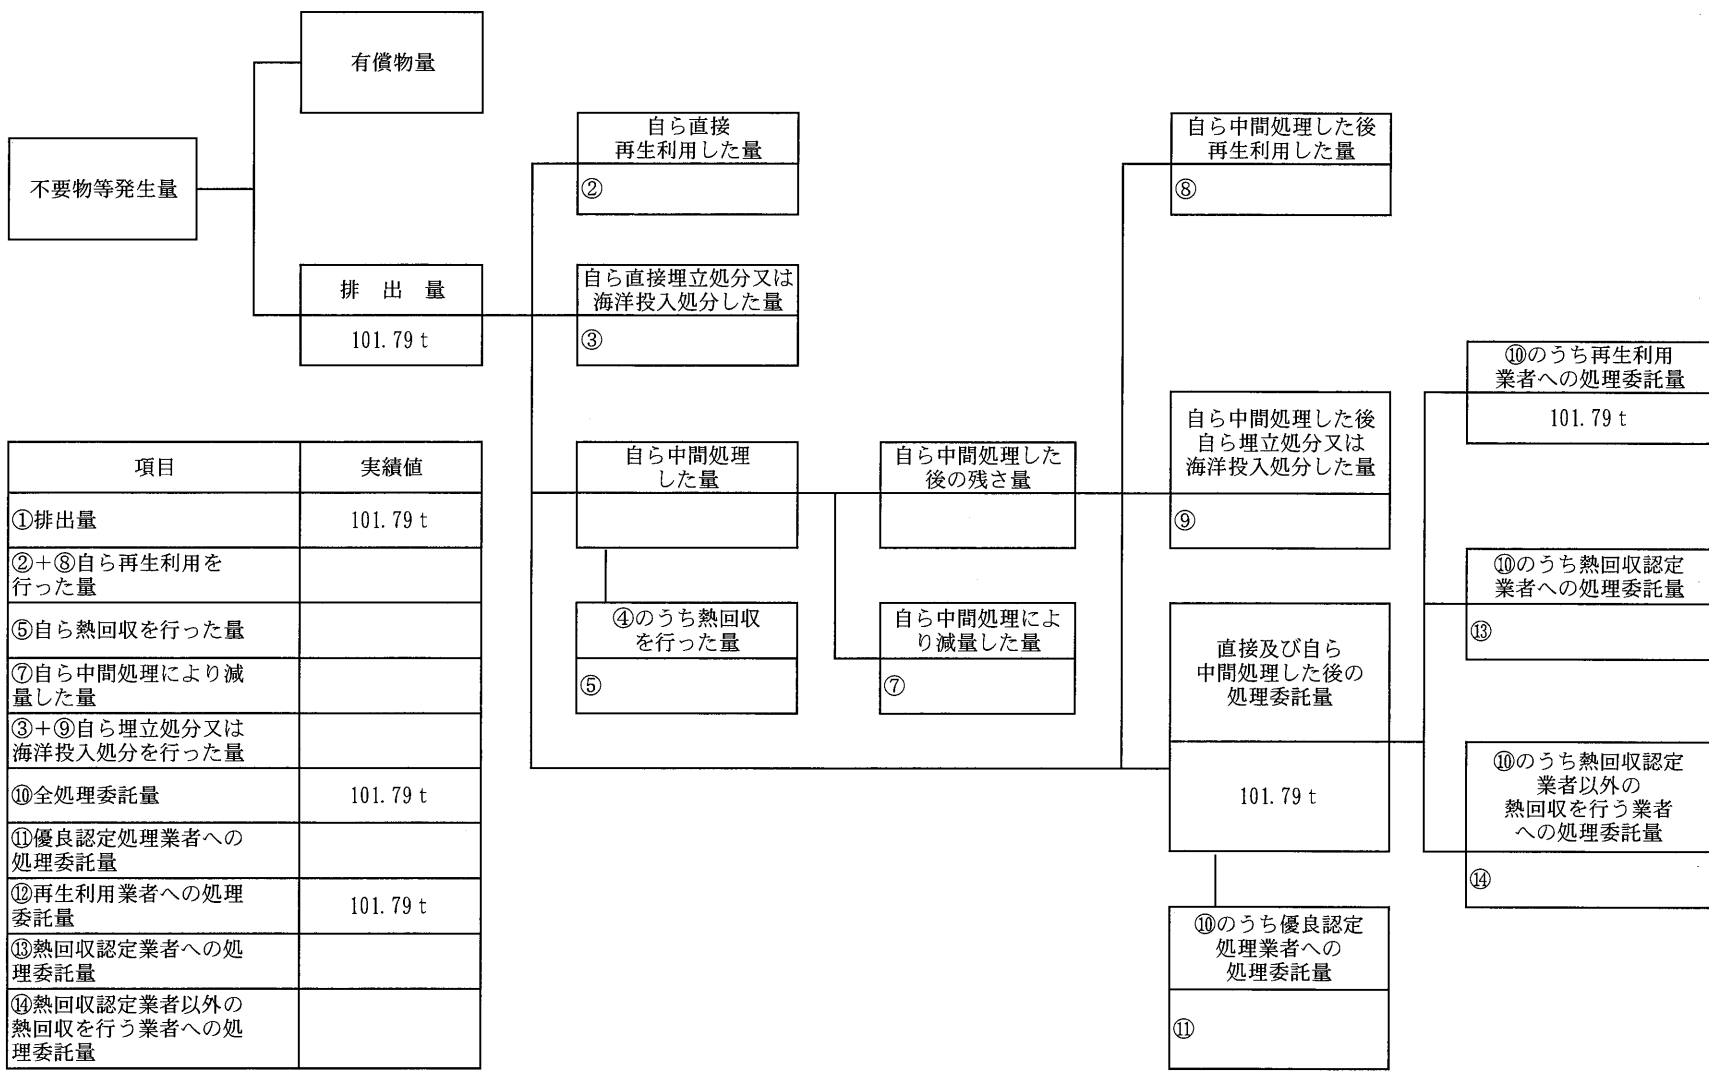 有償物量
不要物等発生量
排　出　量
101.79 t
自ら直接
再生利用した量
②
自ら直接埋立処分又は
海洋投入処分した量
③
自ら中間処理
した量
④のうち熱回収
を行った量
⑤
自ら中間処理した
後の残さ量
自ら中間処理によ
り減量した量
⑦
自ら中間処理した後
再生利用した量
⑧
自ら中間処理した後
自ら埋立処分又は
海洋投入処分した量
⑨
直接及び自ら
中間処理した後の
処理委託量
101.79 t
⑩のうち優良認定
処理業者への
処理委託量
⑪
⑩のうち再生利用
業者への処理委託量
101.79 t
⑩のうち熱回収認定
業者への処理委託量
⑬
⑩のうち熱回収認定
業者以外の
熱回収を行う業者
への処理委託量
⑭
項目 実績値
①排出量 101.79 t
②＋⑧自ら再生利用を
行った量
⑤自ら熱回収を行った量
⑦自ら中間処理により減
量した量
③＋⑨自ら埋立処分又は
海洋投入処分を行った量
⑩全処理委託量 101.79 t
⑪優良認定処理業者への
処理委託量
⑫再生利用業者への処理
委託量 101.79 t
⑬熱回収認定業者への処
理委託量
⑭熱回収認定業者以外の
熱回収を行う業者への処
理委託量